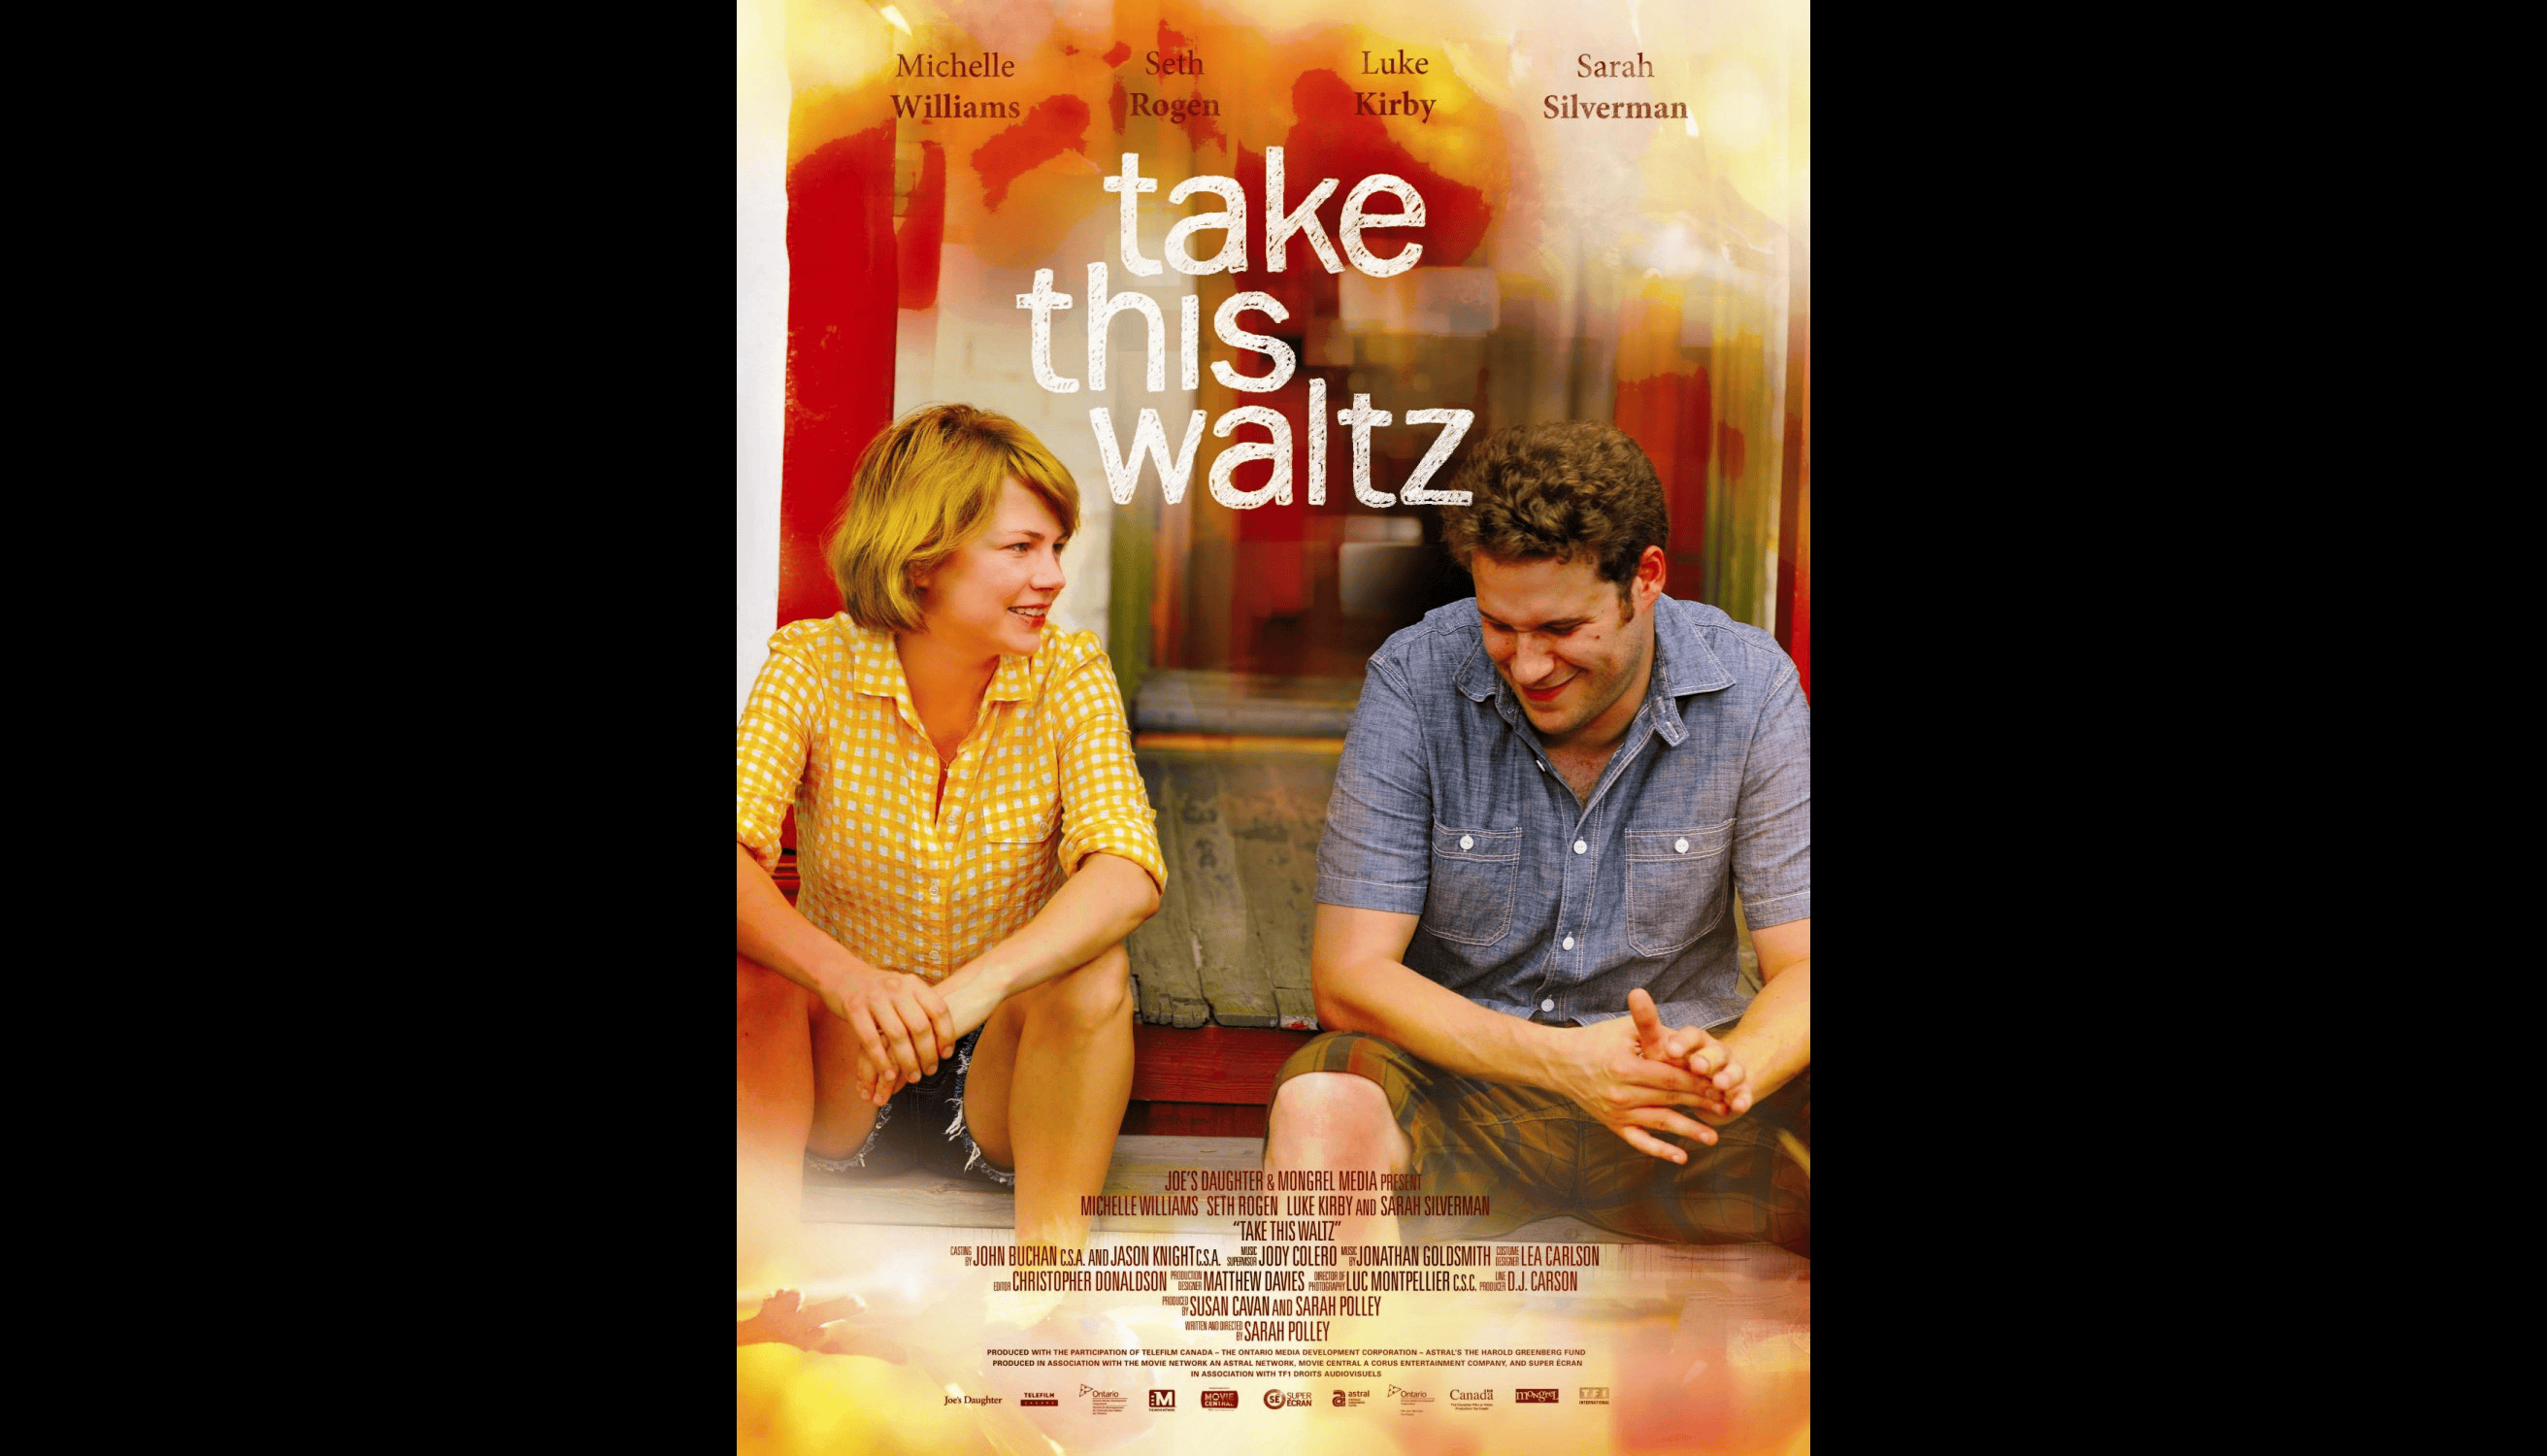 Michelle Williams
Seth Rogen
Luke Kirby
Sarah Silverman
take
this
waltz
JOE'S DAUGHTER & MONGREL MEDIA PRESENT
MICHELLE WILLIAMS SETH ROGEN LUKE KIRBY AND SARAH SILVERMAN
"TAKE THIS WALTZ"
CASTING BY JOHN BUCHAN C.S.A. AND JASON KNIGHT C.S.A. MUSIC SUPERVISOR JODY COLERO MUSIC BY JONATHAN GOLDSMITH COSTUME DESIGNER LEA CARLSON
EDITOR CHRISTOPHER DONALDSON PRODUCTION DESIGNER MATTHEW DAVIES DIRECTOR OF PHOTOGRAPHY LUC MONTPELLIER C.S.C. LINE PRODUCER D.J. CARSON
PRODUCED BY SUSAN CAVAN AND SARAH POLLEY
WRITTEN AND DIRECTED BY SARAH POLLEY
PRODUCED WITH THE PARTICIPATION OF TELEFILM CANADA – THE ONTARIO MEDIA DEVELOPMENT CORPORATION – ASTRAL'S THE HAROLD GREENBERG FUND
PRODUCED IN ASSOCIATION WITH THE MOVIE NETWORK AN ASTRAL NETWORK, MOVIE CENTRAL A CORUS ENTERTAINMENT COMPANY, AND SUPER ÉCRAN
IN ASSOCIATION WITH TF1 DROITS AUDIOVISUELS
Joe's Daughter TELEFILM CANADA Ontario M MOVIE CENTRAL SÉ SUPER ÉCRAN a astral Ontario Canada mongrel TF1 INTERNATIONAL